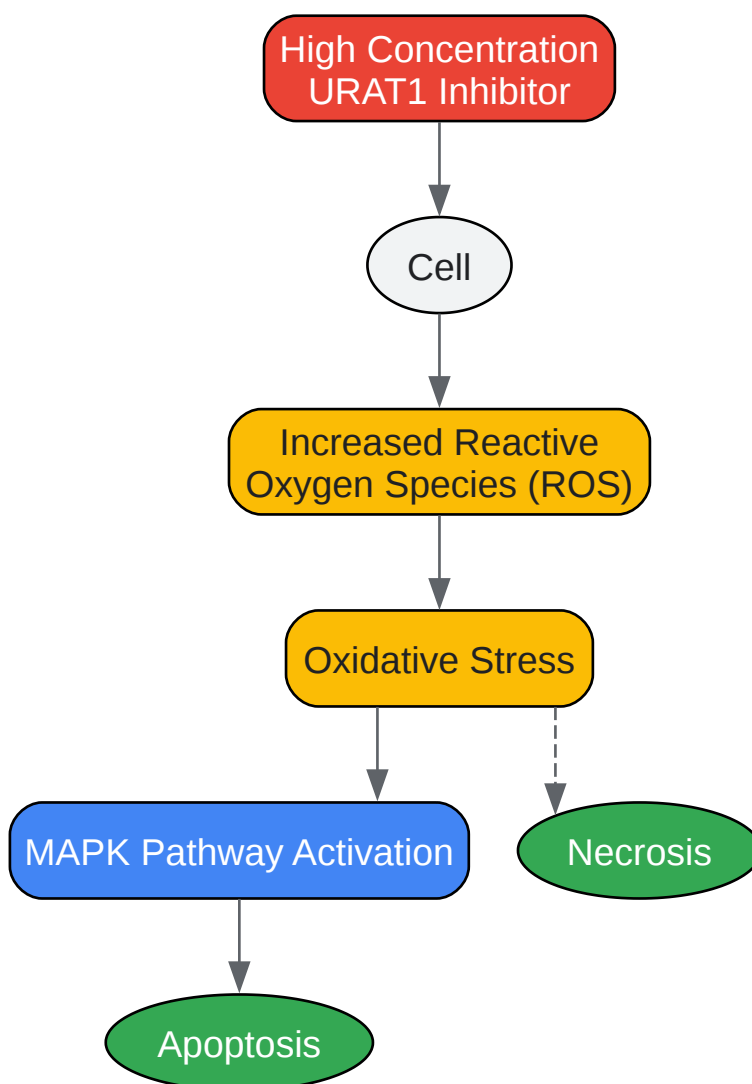 High Concentration
URAT1 Inhibitor
Cell
Increased Reactive
Oxygen Species (ROS)
Oxidative Stress
MAPK Pathway Activation
Necrosis
Apoptosis